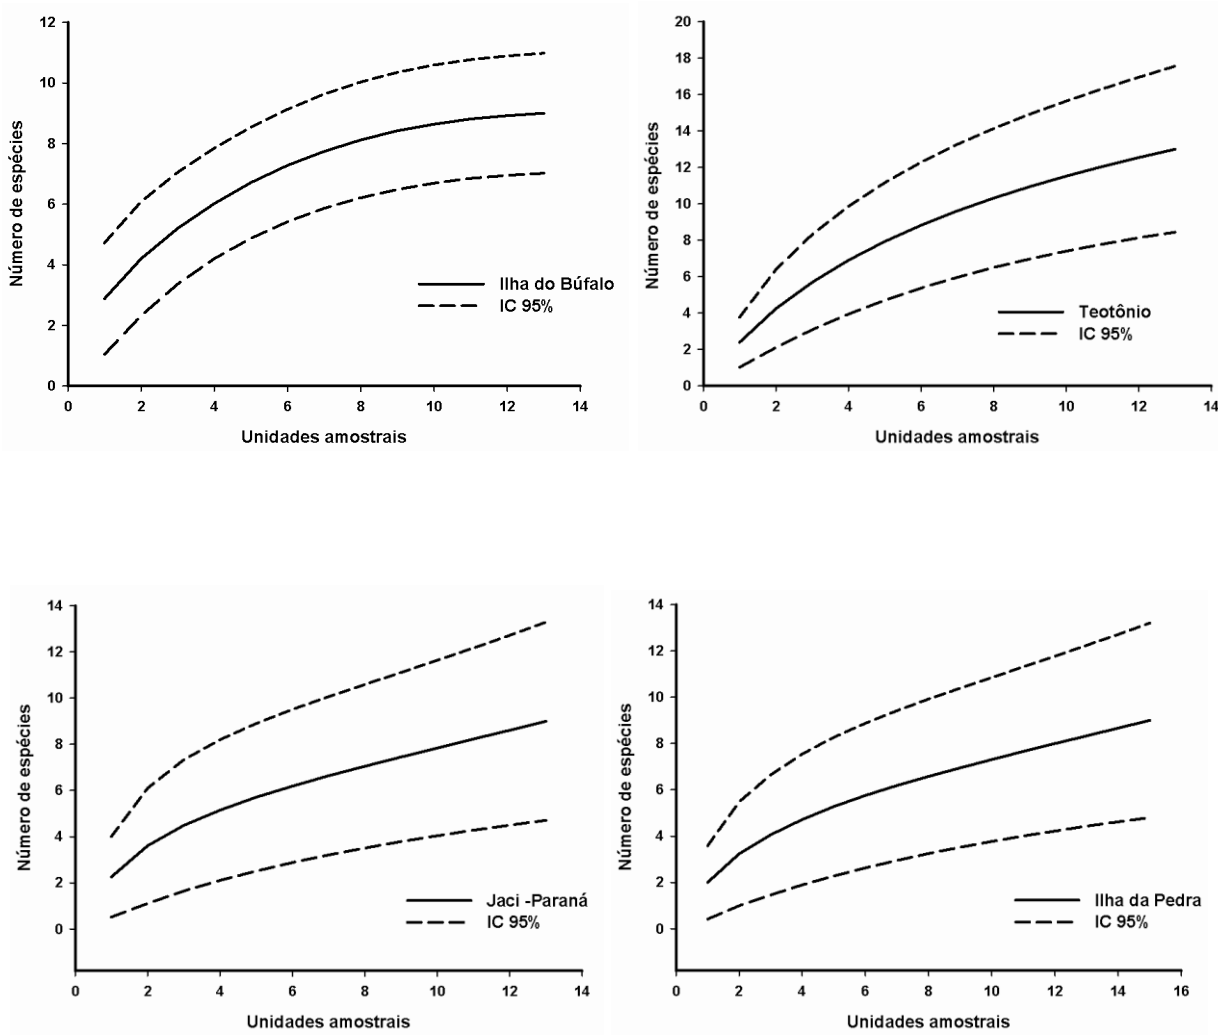 12
10
8
6
4
2
0
Número de espécies
Ilha do Búfalo
IC 95%
0 2 4 6 8 10 12 14
Unidades amostrais
20
18
16
14
12
10
8
6
4
2
0
Número de espécies
Teotônio
IC 95%
0 2 4 6 8 10 12 14
Unidades amostrais
14
12
10
8
6
4
2
0
Número de espécies
Jaci -Paraná
IC 95%
0 2 4 6 8 10 12 14
Unidades amostrais
14
12
10
8
6
4
2
0
Número de espécies
Ilha da Pedra
IC 95%
0 2 4 6 8 10 12 14 16
Unidades amostrais